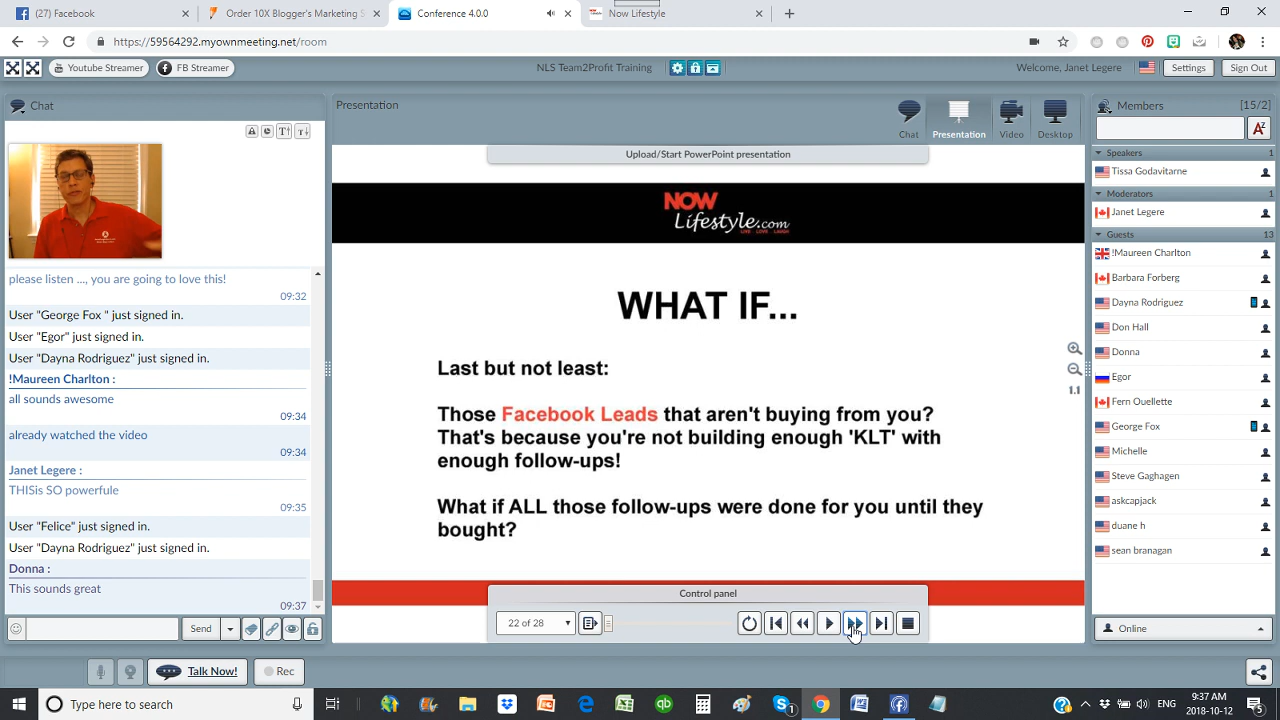 (27) Facebook
Order 10X Blogger's Marketing S
Conference 4.0.0
Now Lifestyle
https://59564292.myownmeeting.net/room
Youtube Streamer
FB Streamer
NLS Team2Profit Training
Welcome, Janet Legere
Settings
Sign Out
Chat
Presentation
Chat
Presentation
Video
Desktop
Members
[15/2]
Upload/Start PowerPoint presentation
Speakers
1
Tissa Godavitarne
Moderators
1
Janet Legere
Guests
13
!Maureen Charlton
Barbara Forberg
Dayna Rodriguez
Don Hall
Donna
Egor
Fern Ouellette
George Fox
Michelle
Steve Gaghagen
askcapjack
duane h
sean branagan
NOW
Lifestyle.com
LIVE LOVE LAUGH
WHAT IF...
Last but not least:
Those Facebook Leads that aren't buying from you?
That's because you're not building enough 'KLT' with
enough follow-ups!
What if ALL those follow-ups were done for you until they
bought?
1.1
please listen ..., you are going to love this!
09:32
User "George Fox " just signed in.
User "Egor" just signed in.
User "Dayna Rodriguez" just signed in.
!Maureen Charlton :
all sounds awesome
09:34
already watched the video
09:34
Janet Legere :
THISis SO powerfule
09:35
User "Felice" just signed in.
User "Dayna Rodriguez" just signed in.
Donna :
This sounds great
09:37
Send
Control panel
22 of 28
Online
Talk Now!
Rec
Type here to search
9:37 AM
2018-10-12